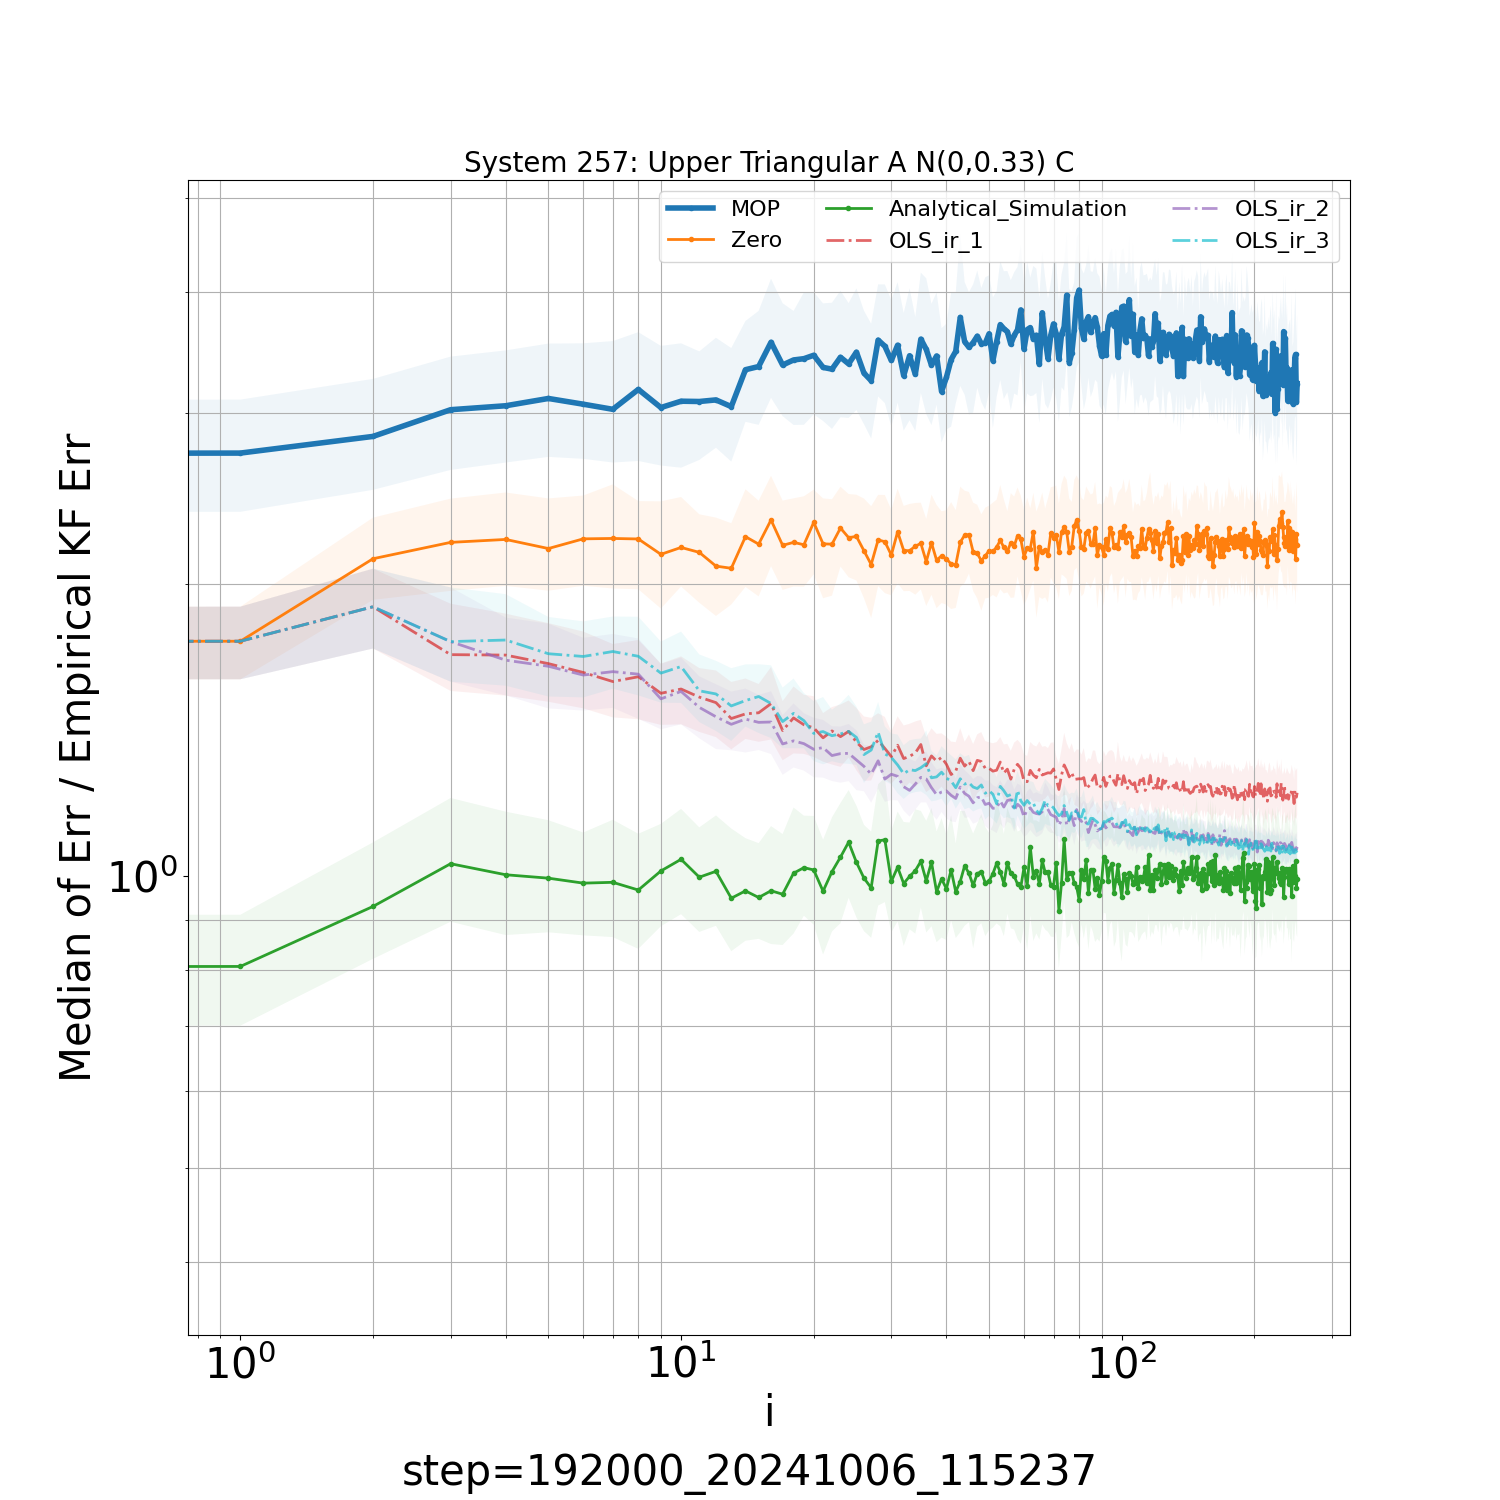 System 257: Upper Triangular A N(0,0.33) C
MOP
Zero
Analytical_Simulation
OLS_ir_1
OLS_ir_2
OLS_ir_3
Median of Err / Empirical KF Err
10⁰
10⁰ 10¹ 10²
i
step=192000_20241006_115237